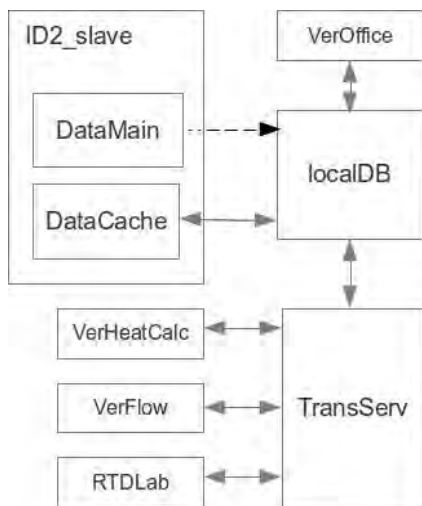 ID2_slave
VerOffice
DataMain
localDB
DataCache
VerHeatCalc
VerFlow
TransServ
RTDLab